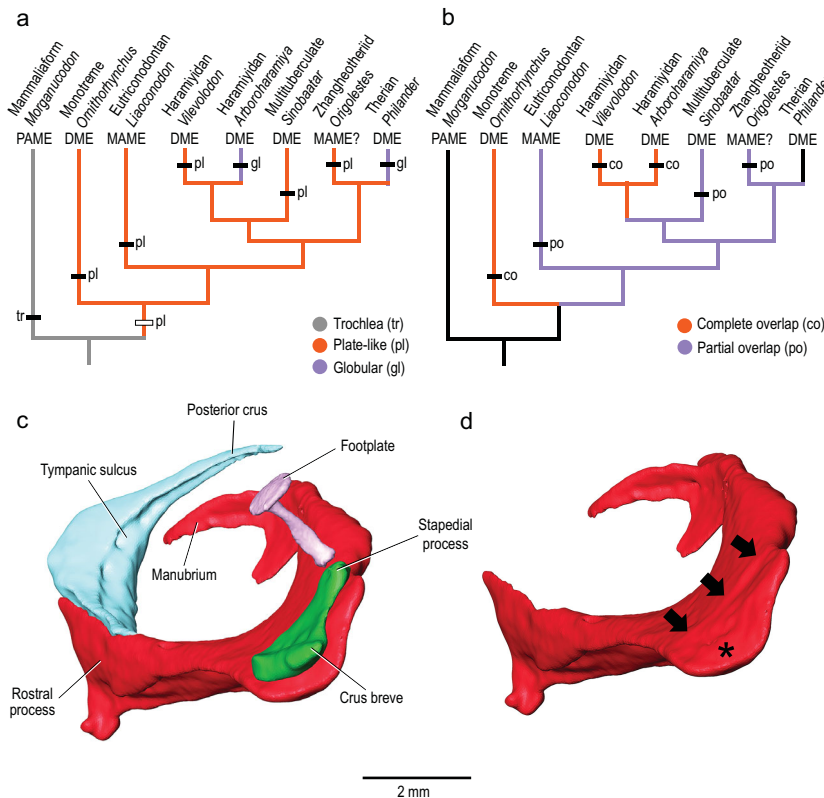 a
Mammaliaform
Morganucodon
Monotreme
Ornithorhynchus
Eutriconodontan
Liaoconodon
Haramiyidan
Vilevolodon
Haramiyidan
Arboroharamiya
Multituberculate
Sinobaatar
Zhangheotheriid
Origolestes
Therian
Philander
PAME DME MAME DME DME DME MAME? DME
pl gl pl gl
pl
pl
pl
tr pl
Trochlea (tr)
Plate-like (pl)
Globular (gl)
b
Mammaliaform
Morganucodon
Monotreme
Ornithorhynchus
Eutriconodontan
Liaoconodon
Haramiyidan
Vilevolodon
Haramiyidan
Arboroharamiya
Multituberculate
Sinobaatar
Zhangheotheriid
Origolestes
Therian
Philander
PAME DME MAME DME DME DME MAME? DME
co co po
po
po
co
Complete overlap (co)
Partial overlap (po)
c
Posterior crus
Footplate
Tympanic sulcus
Stapedial
process
Manubrium
Rostral
process
Crus breve
d
*
2 mm